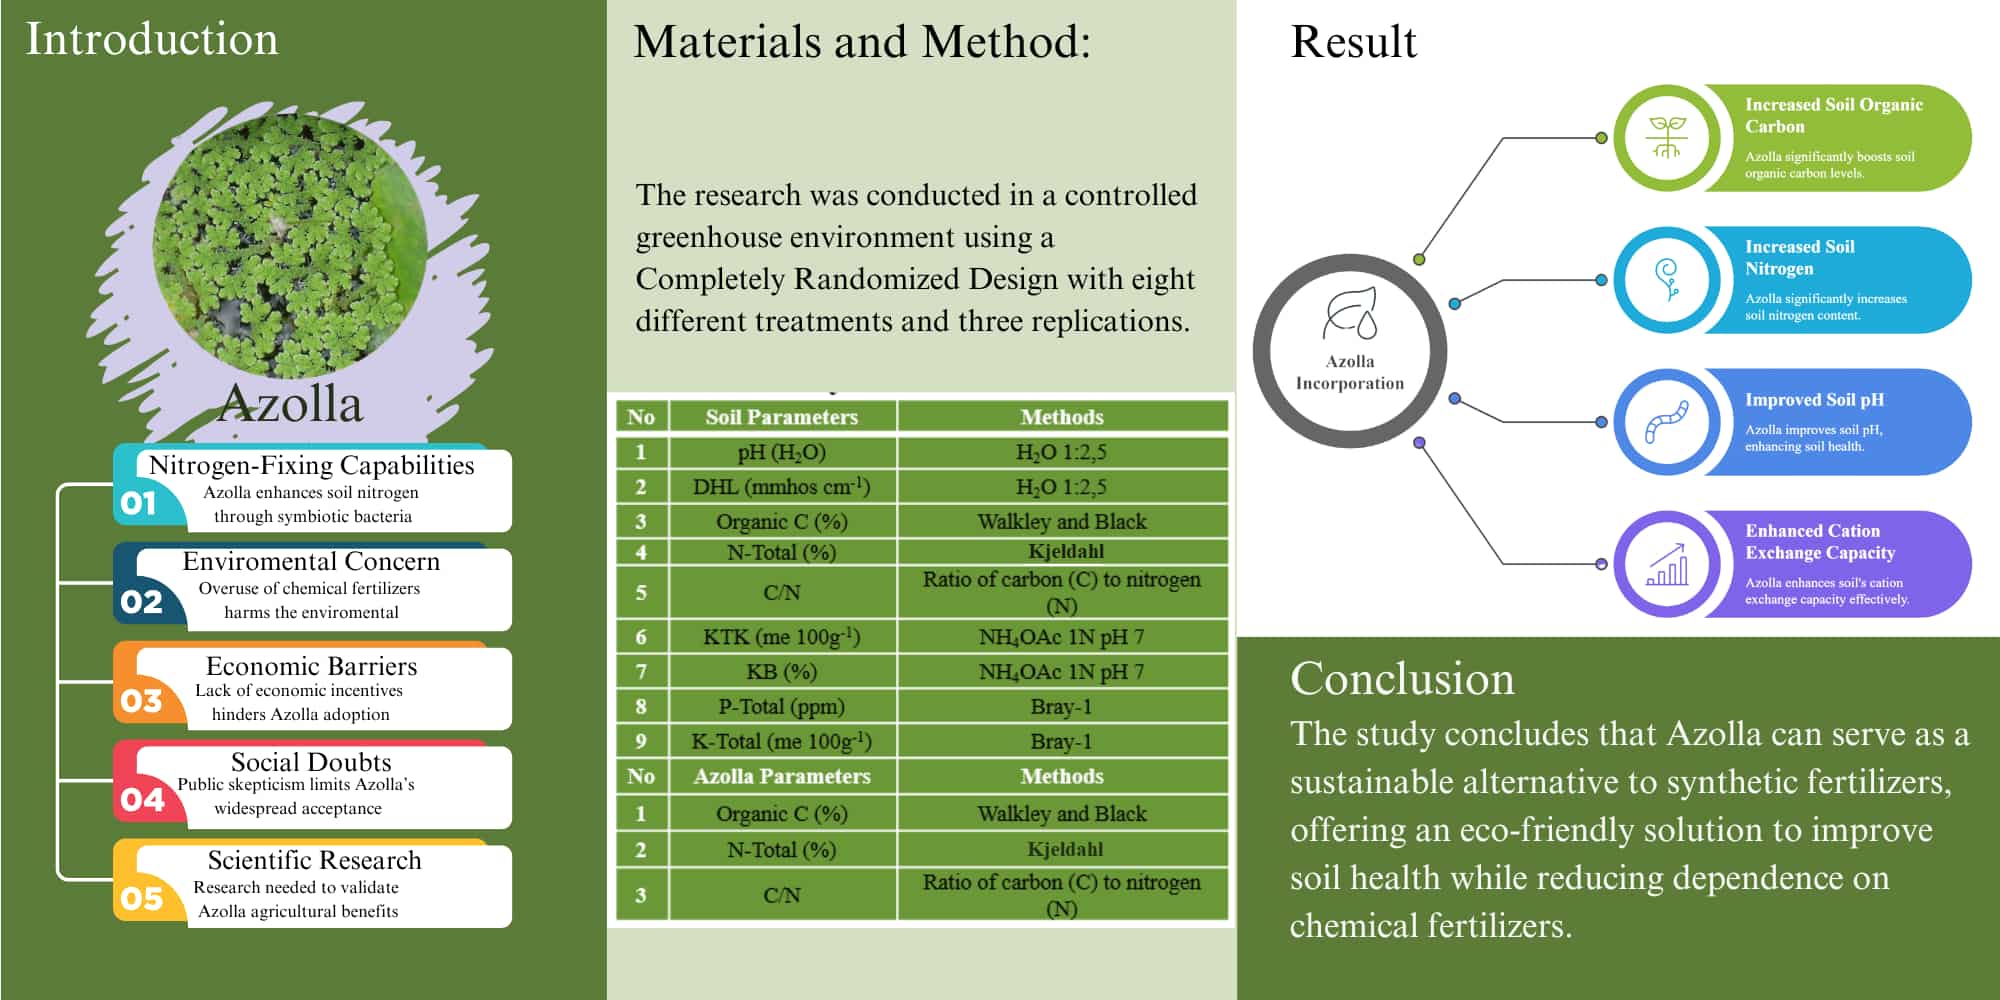 Introduction
Azolla
01
Nitrogen-Fixing Capabilities
Azolla enhances soil nitrogen
through symbiotic bacteria
02
Enviromental Concern
Overuse of chemical fertilizers
harms the enviromental
03
Economic Barriers
Lack of economic incentives
hinders Azolla adoption
04
Social Doubts
Public skepticism limits Azolla's
widespread acceptance
05
Scientific Research
Research needed to validate
Azolla agricultural benefits
Materials and Method:
The research was conducted in a controlled
greenhouse environment using a
Completely Randomized Design with eight
different treatments and three replications.
No Soil Parameters Methods
1 pH (H₂O) H₂O 1:2,5
2 DHL (mmhos cm⁻¹) H₂O 1:2,5
3 Organic C (%) Walkley and Black
4 N-Total (%) Kjeldahl
5 C/N Ratio of carbon (C) to nitrogen
(N)
6 KTK (me 100g⁻¹) NH₄OAc 1N pH 7
7 KB (%) NH₄OAc 1N pH 7
8 P-Total (ppm) Bray-1
9 K-Total (me 100g⁻¹) Bray-1
No Azolla Parameters Methods
1 Organic C (%) Walkley and Black
2 N-Total (%) Kjeldahl
3 C/N Ratio of carbon (C) to nitrogen
(N)
Result
Azolla
Incorporation
Increased Soil Organic
Carbon
Azolla significantly boosts soil
organic carbon levels.
Increased Soil
Nitrogen
Azolla significantly increases
soil nitrogen content.
Improved Soil pH
Azolla improves soil pH,
enhancing soil health.
Enhanced Cation
Exchange Capacity
Azolla enhances soil's cation
exchange capacity effectively.
Conclusion
The study concludes that Azolla can serve as a
sustainable alternative to synthetic fertilizers,
offering an eco-friendly solution to improve
soil health while reducing dependence on
chemical fertilizers.